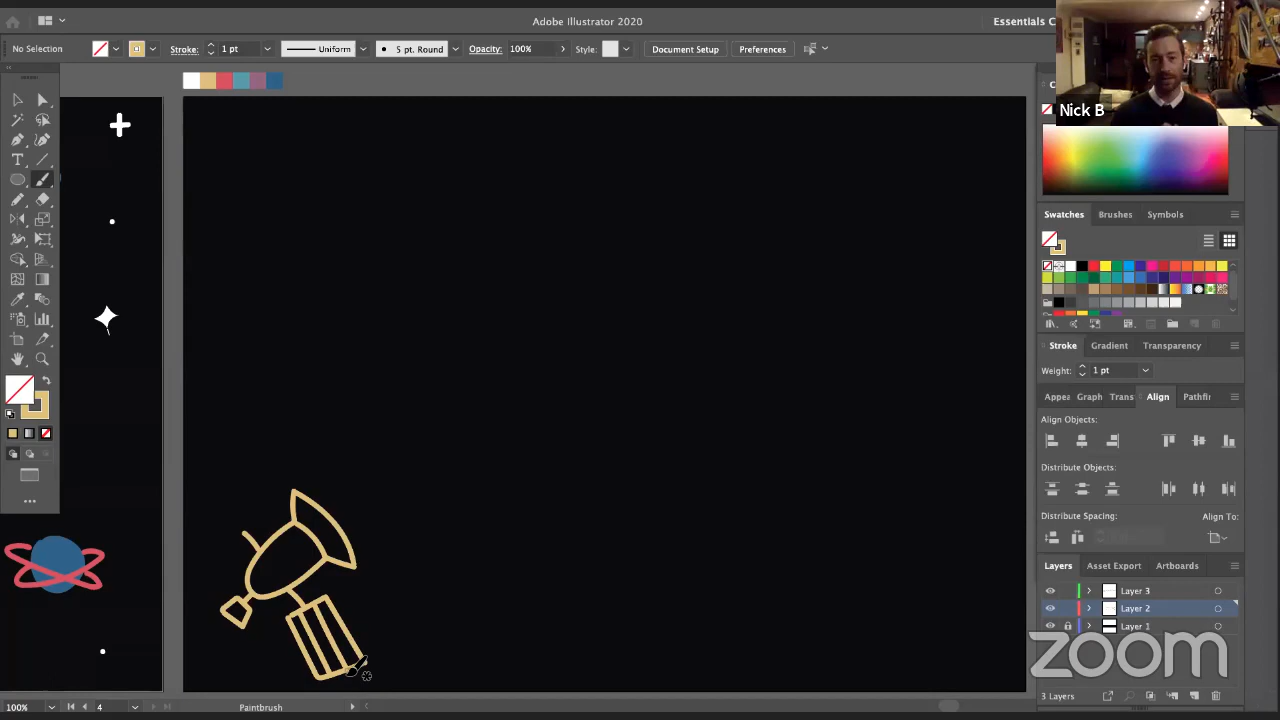 Adobe Illustrator 2020
Essentials C
No Selection
Stroke:
1 pt
Uniform
5 pt. Round
Opacity:
100%
Style:
Document Setup
Preferences
Nick B
Swatches
Brushes
Symbols
Stroke
Gradient
Transparency
Weight:
1 pt
Appea
Graph
Trans
Align
Pathfin
Align Objects:
Distribute Objects:
Distribute Spacing:
Align To:
Layers
Asset Export
Artboards
Layer 3
Layer 2
Layer 1
zoom
3 Layers
100%
4
Paintbrush